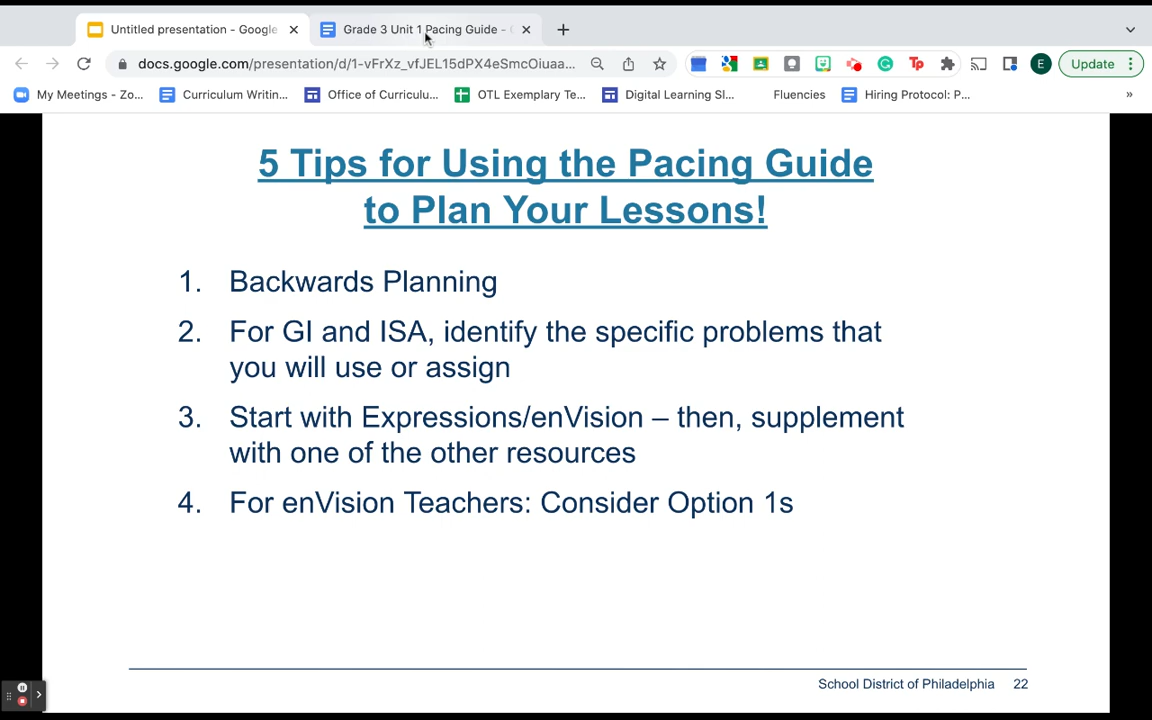 Untitled presentation - Google
Grade 3 Unit 1 Pacing Guide -
docs.google.com/presentation/d/1-vFrXz_vfJEL15dPX4eSmcOiuaa...
E
Update
My Meetings - Zo...
Curriculum Writin...
Office of Curriculu...
OTL Exemplary Te...
Digital Learning Sl...
Fluencies
Hiring Protocol: P...
»
5 Tips for Using the Pacing Guide
to Plan Your Lessons!
1. Backwards Planning
2. For GI and ISA, identify the specific problems that
you will use or assign
3. Start with Expressions/enVision – then, supplement
with one of the other resources
4. For enVision Teachers: Consider Option 1s
School District of Philadelphia 22